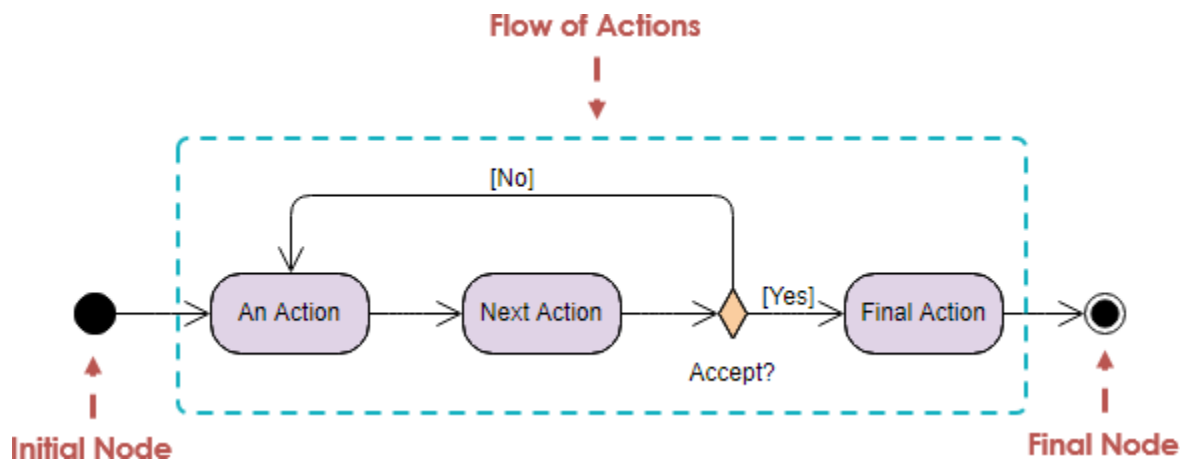 Flow of Actions
[No]
An Action
Next Action
[Yes]
Final Action
Accept?
Initial Node
Final Node